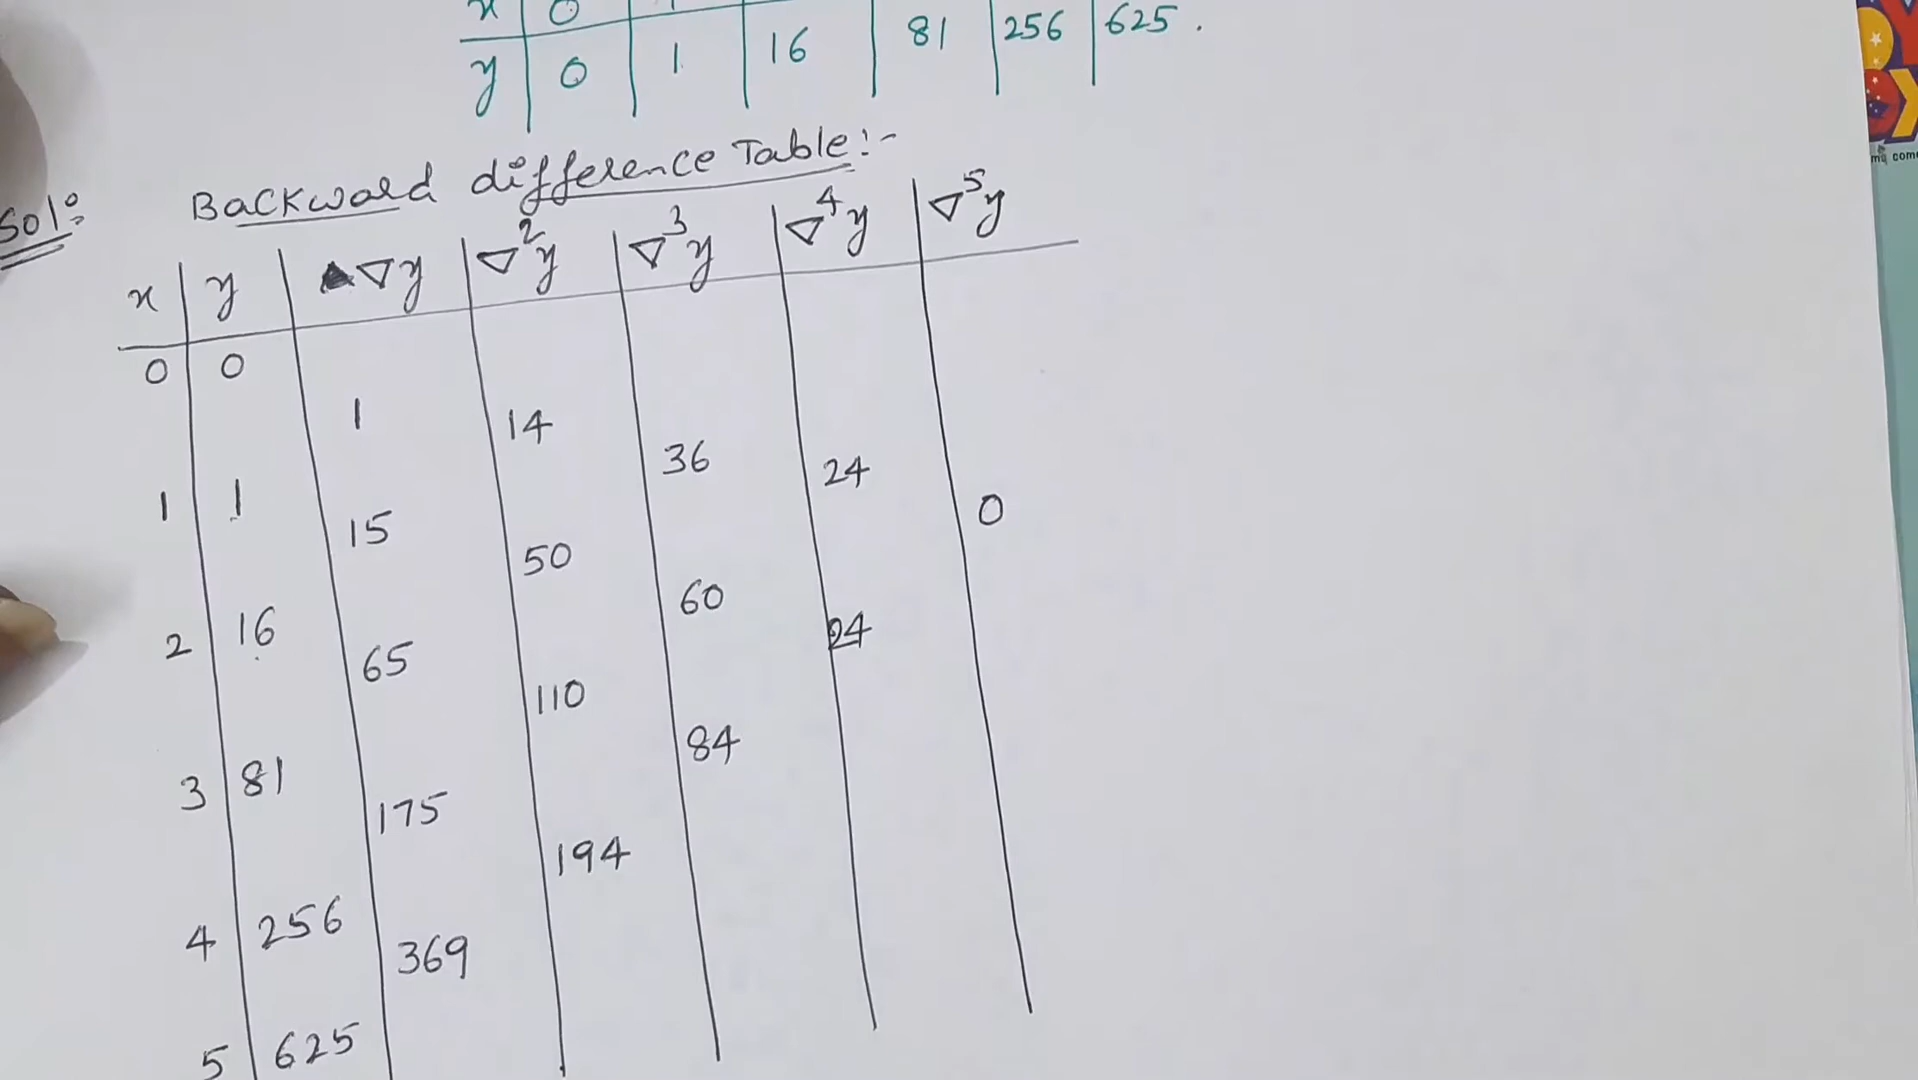 x | 0
y | 0 | 1 | 16 | 81 | 256 | 625 .
Sol:
Backward difference Table:-
x | y | ∇y | ∇²y | ∇³y | ∇⁴y | ∇⁵y
0 | 0
1 | 14 | 36 | 24
1 | 1 | 15 | 50 | 0
2 | 16 | 65 | 60 | 24
110
3 | 81 | 175 | 84
194
4 | 256 | 369
5 | 625